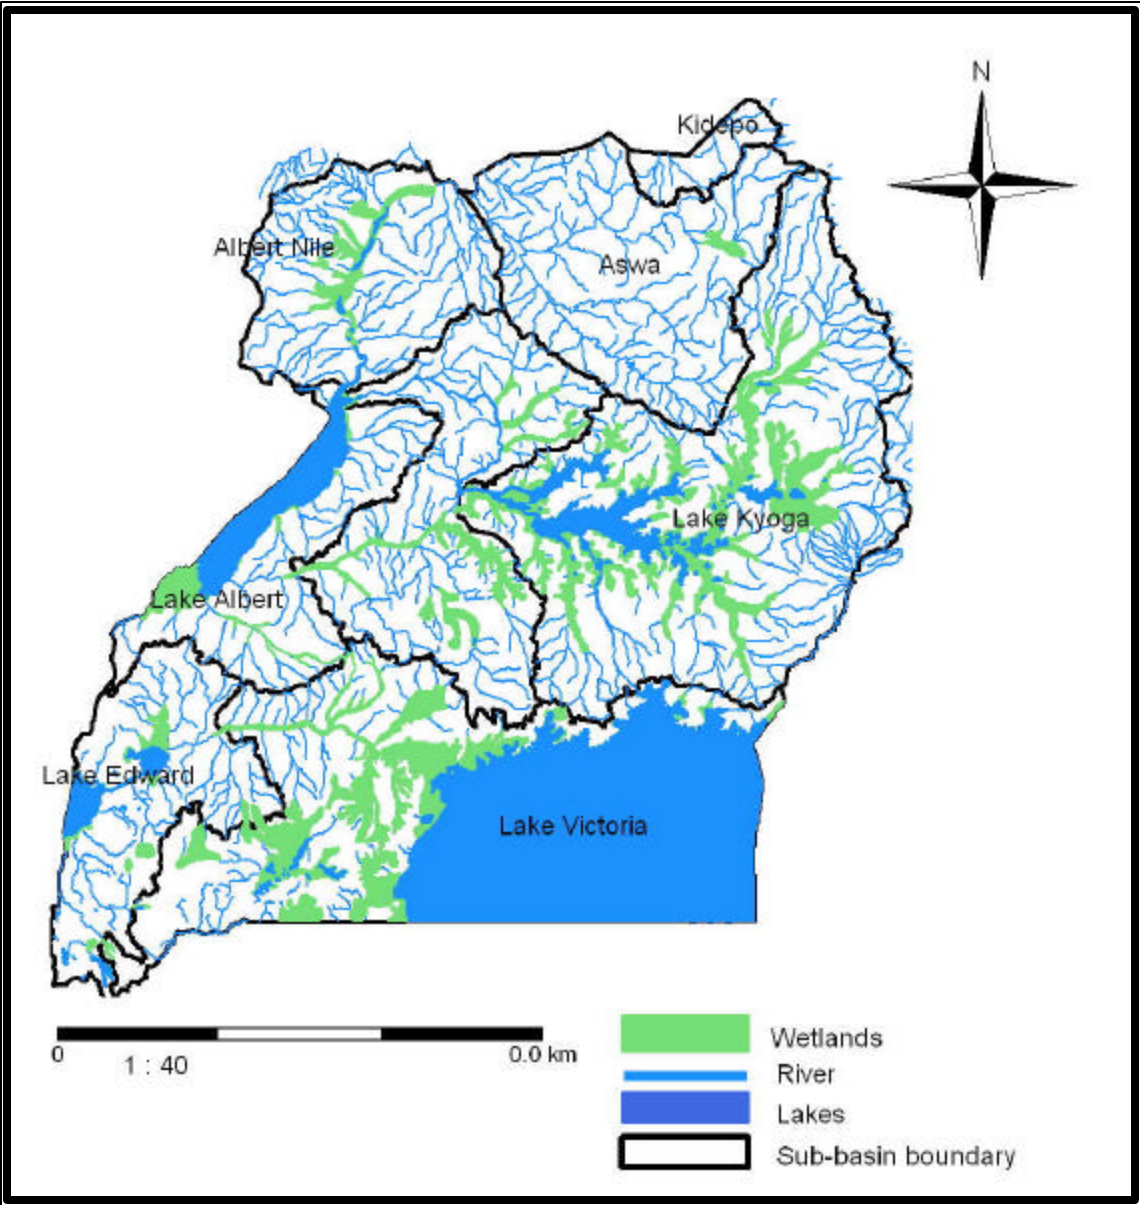 N
Kidepo
Albert Nile
Aswa
Lake Kyoga
Lake Albert
Lake Edward
Lake Victoria
0
0.0 km
1 : 40
Wetlands
River
Lakes
Sub-basin boundary